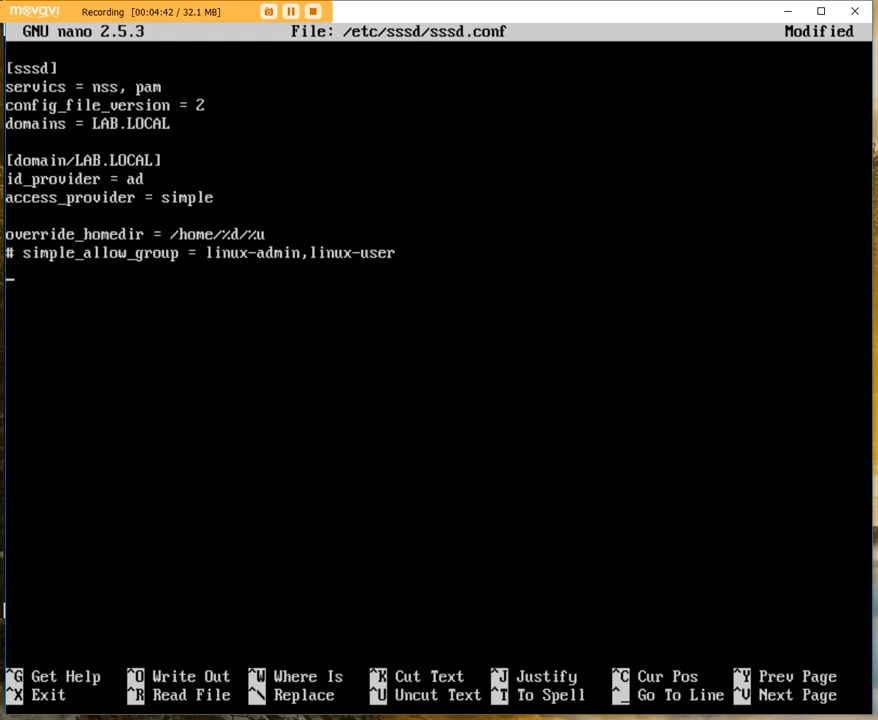 movavi Recording [00:04:42 / 32.1 MB]
GNU nano 2.5.3 File: /etc/sssd/sssd.conf Modified
[sssd]
servics = nss, pam
config_file_version = 2
domains = LAB.LOCAL
[domain/LAB.LOCAL]
id_provider = ad
access_provider = simple
override_homedir = /home/%d/%u
# simple_allow_group = linux-admin,linux-user
^G Get Help ^O Write Out ^W Where Is ^K Cut Text ^J Justify ^C Cur Pos ^Y Prev Page
^X Exit ^R Read File ^\ Replace ^U Uncut Text ^T To Spell ^_ Go To Line ^V Next Page